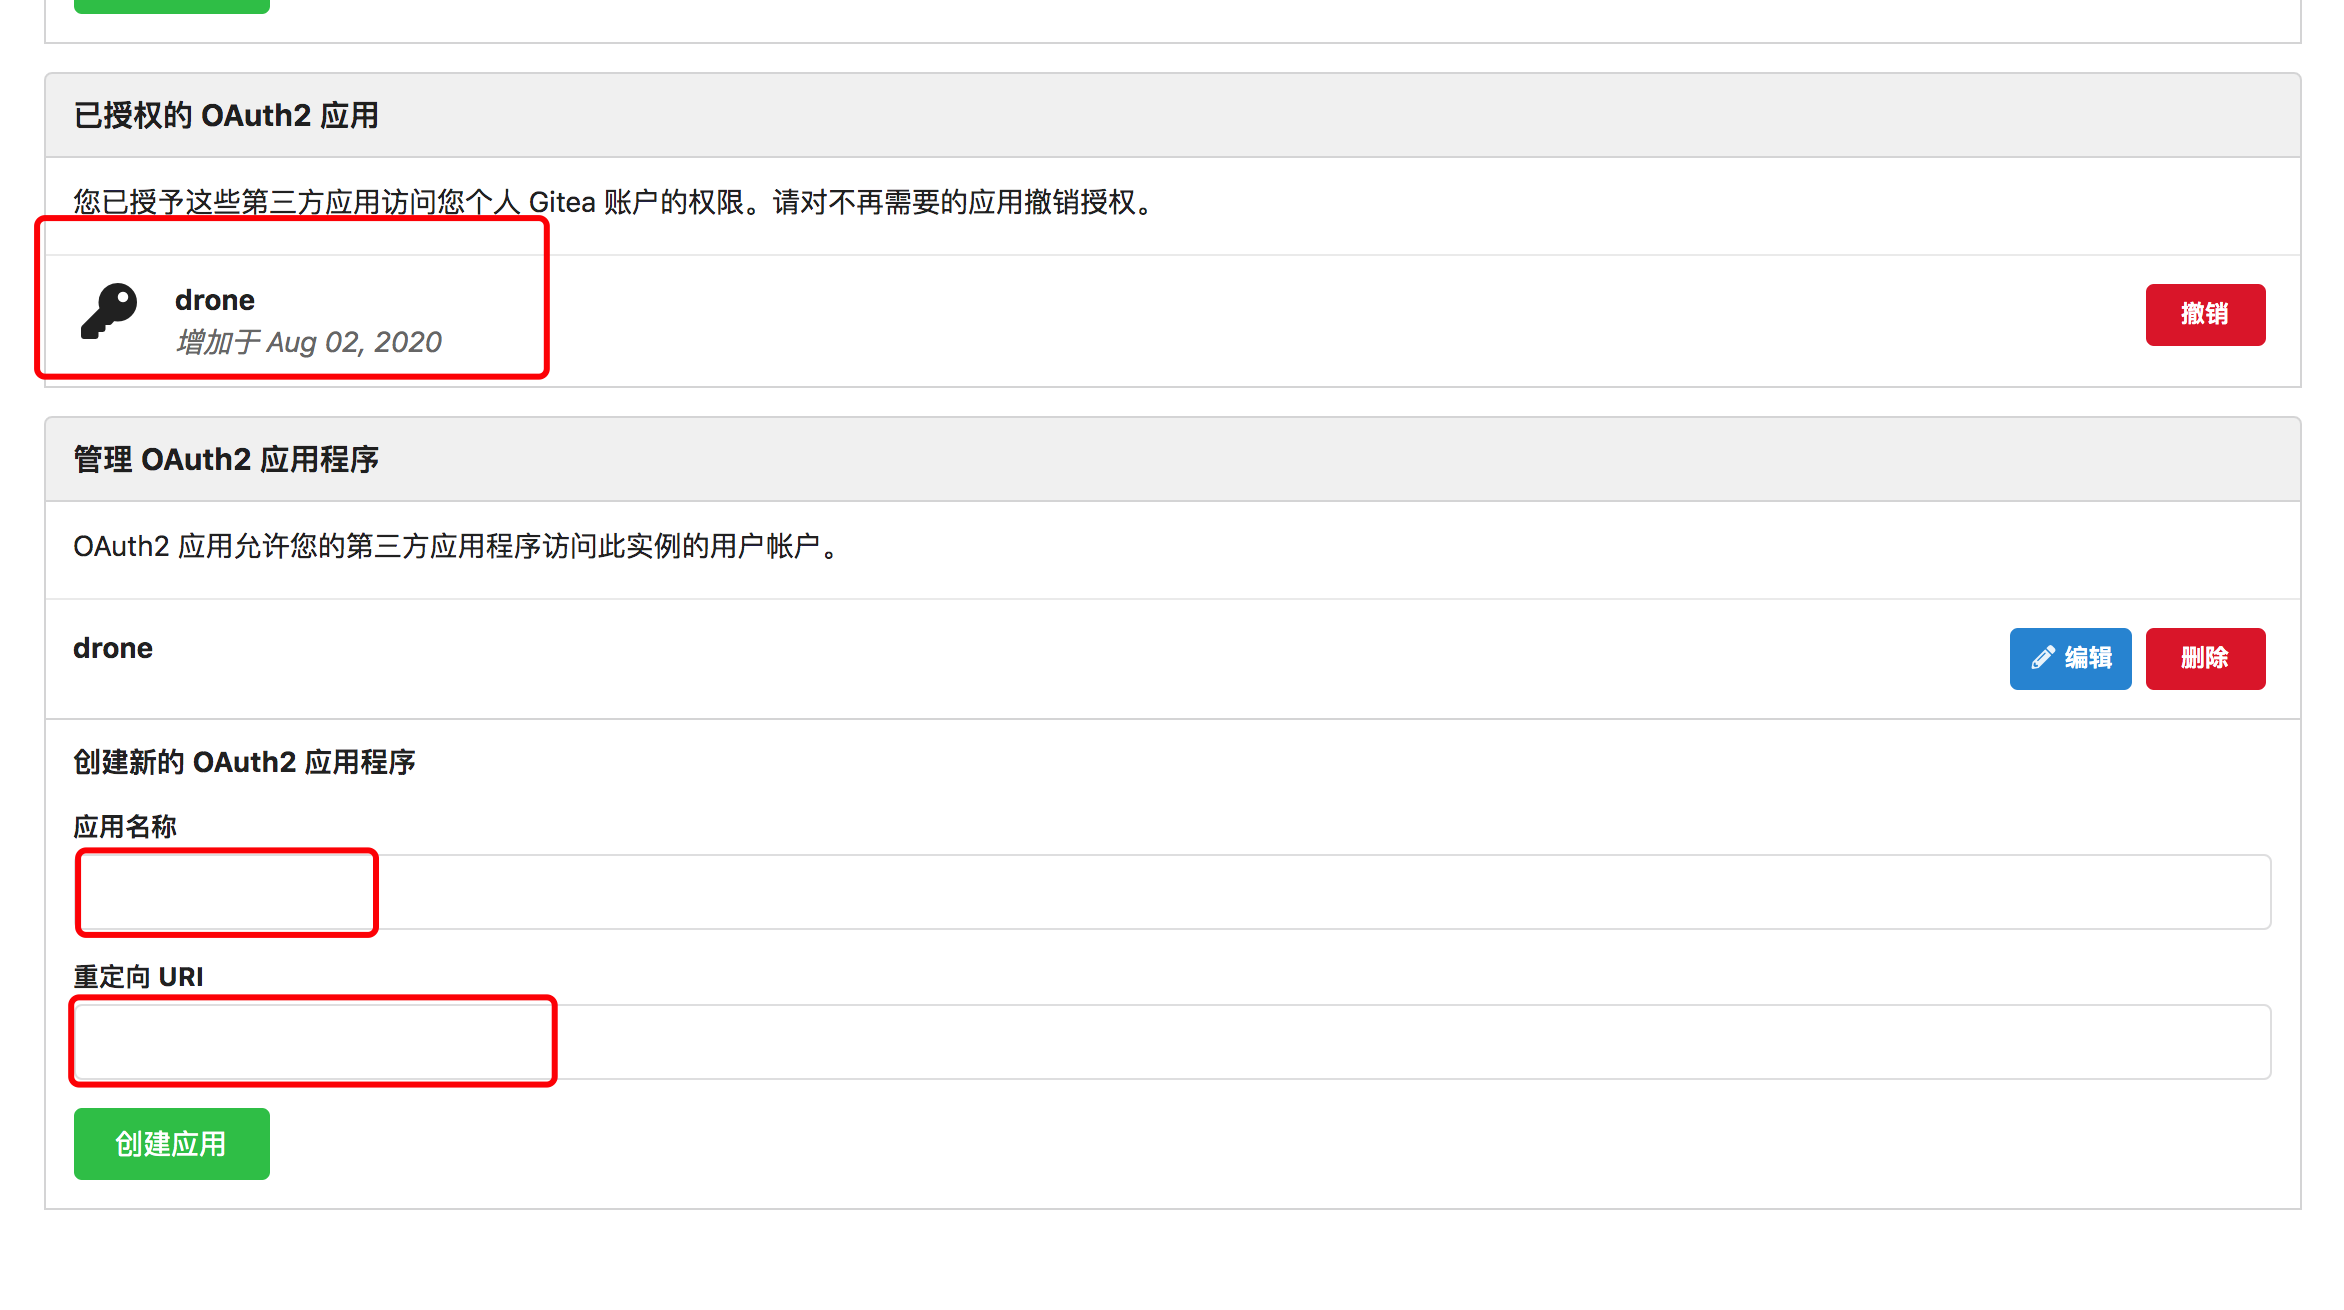 已授权的 OAuth2 应用
您已授予这些第三方应用访问您个人 Gitea 账户的权限。请对不再需要的应用撤销授权。
drone
增加于 Aug 02, 2020
撤销
管理 OAuth2 应用程序
OAuth2 应用允许您的第三方应用程序访问此实例的用户帐户。
drone
编辑
删除
创建新的 OAuth2 应用程序
应用名称
重定向 URI
创建应用